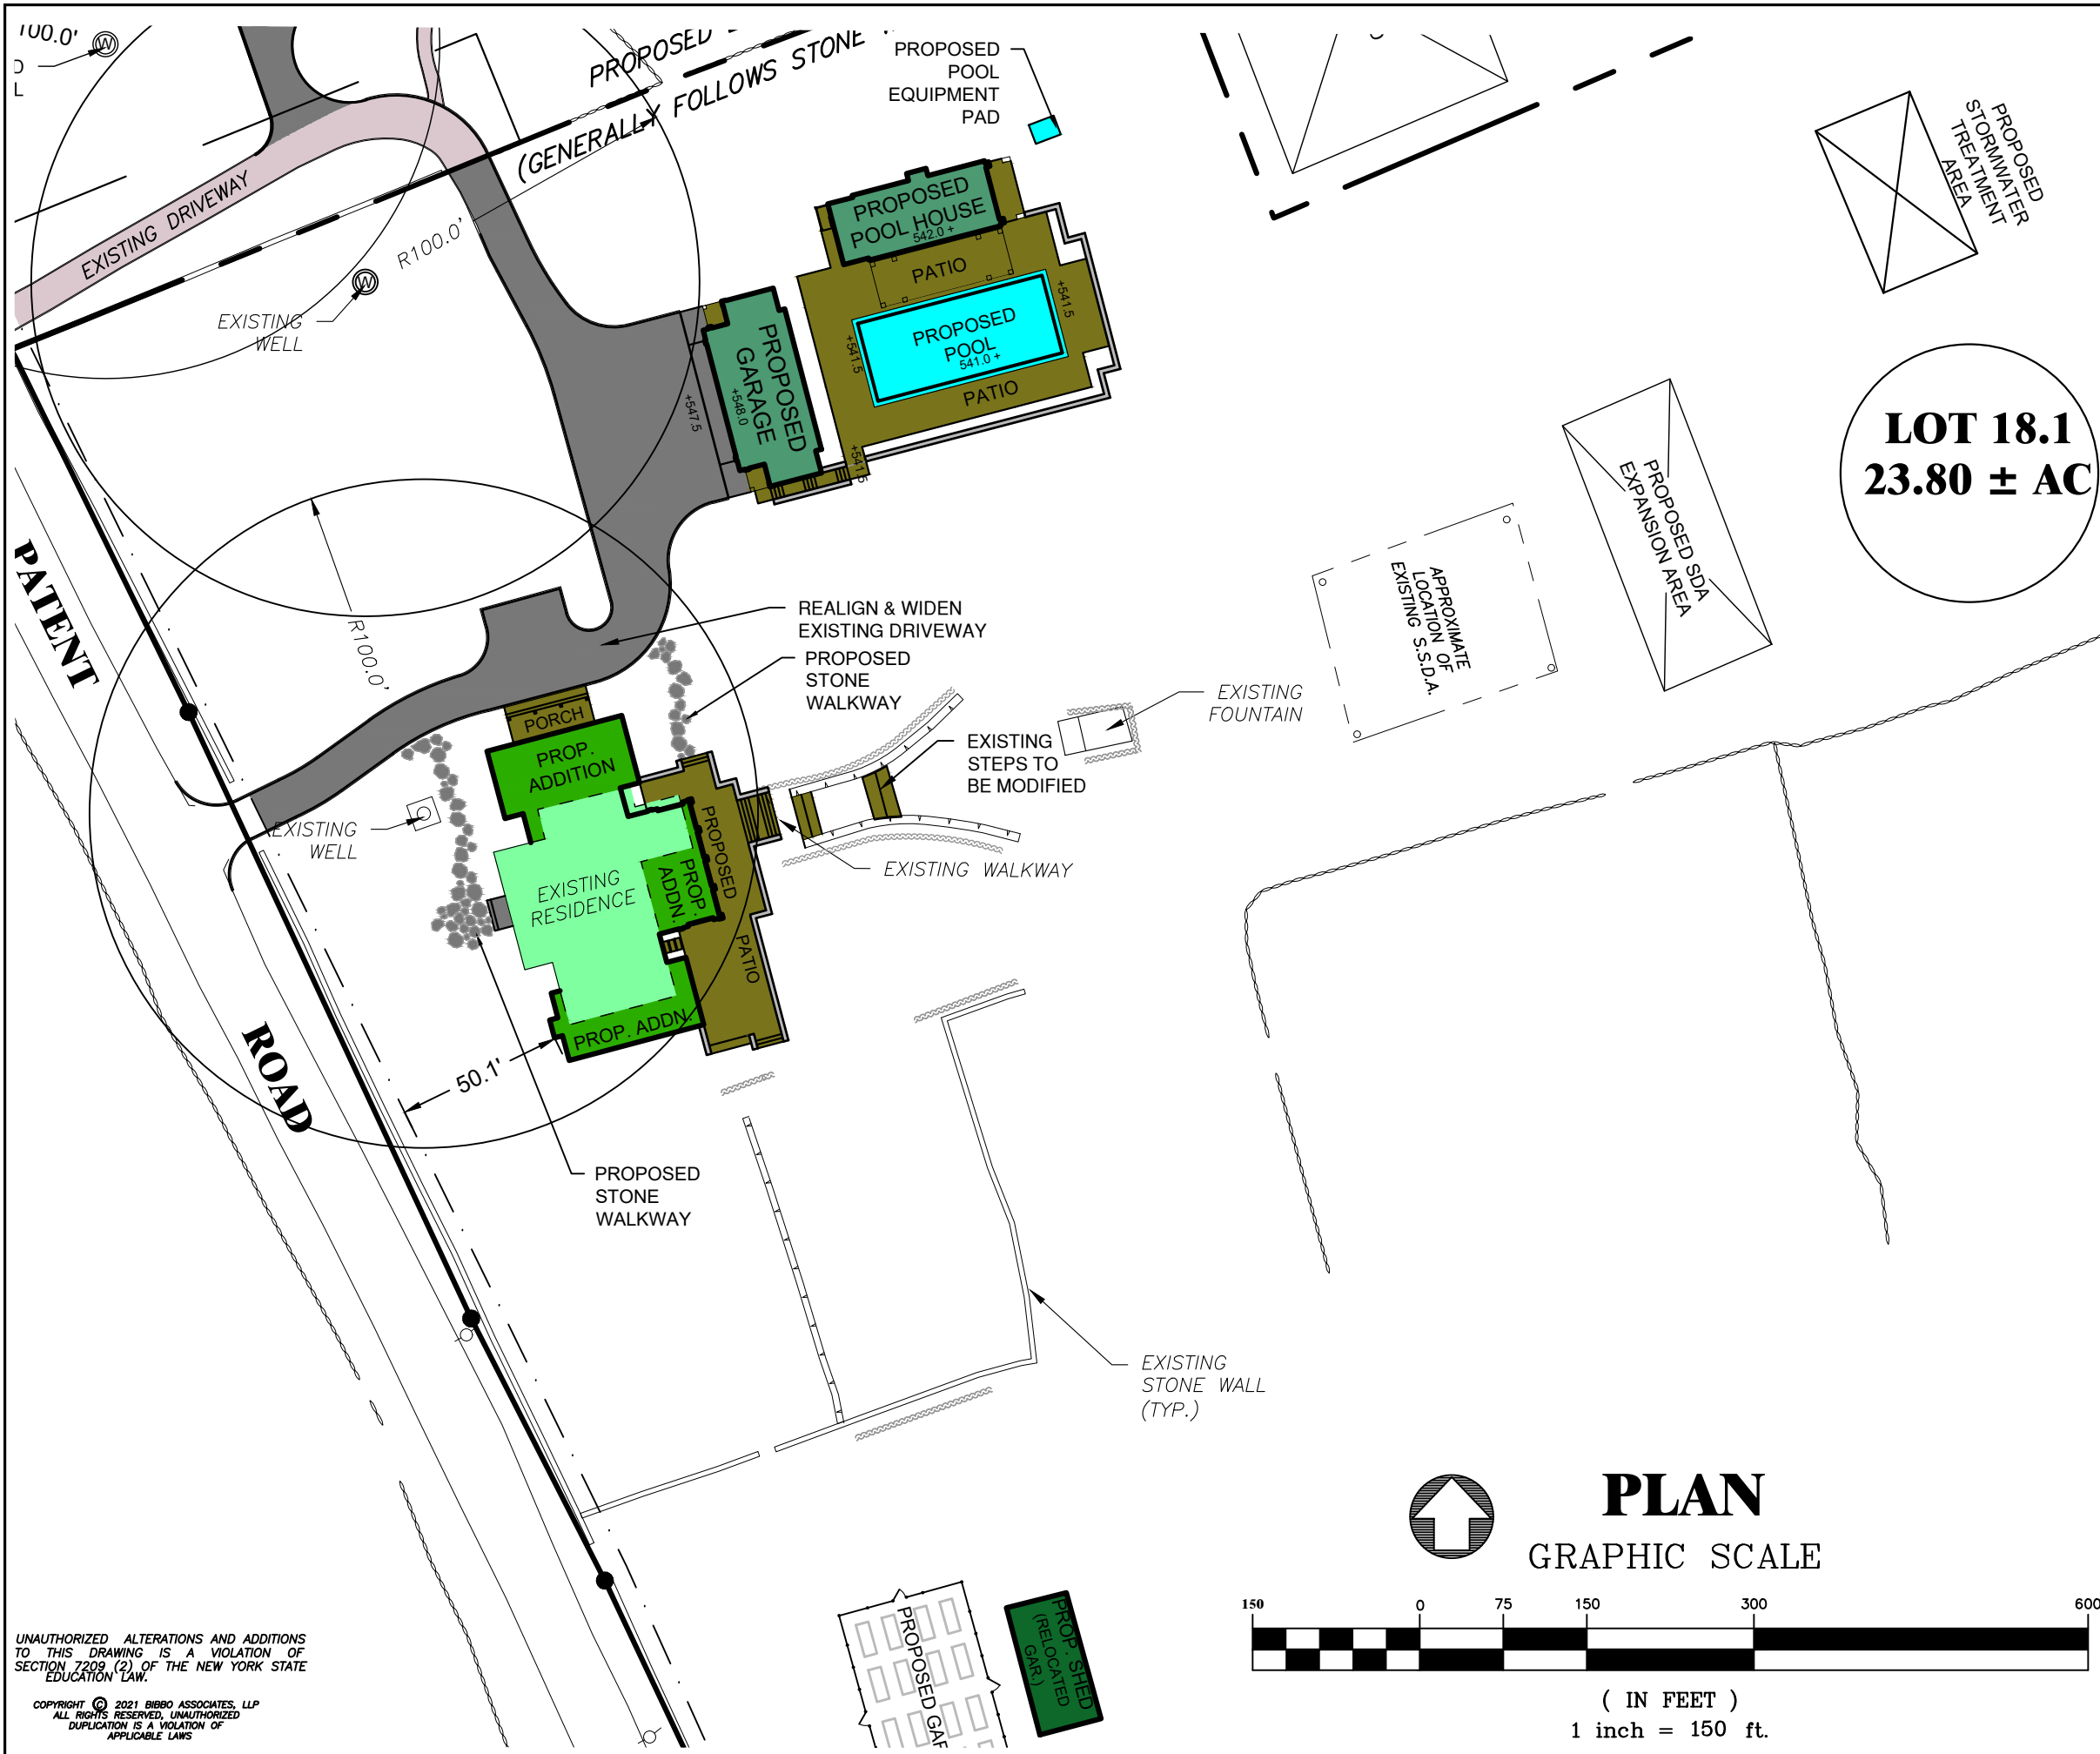 100.0'
W
D
L
PROPOSED
(GENERALLY FOLLOWS STONE
PROPOSED
POOL
EQUIPMENT
PAD
PROPOSED
STORMWATER
TREATMENT
AREA
EXISTING DRIVEWAY
R100.0'
W
EXISTING
WELL
PROPOSED
POOL HOUSE
542.0 +
PATIO
PROPOSED
POOL
541.0 +
PATIO
+541.5
+541.5
+541.5
PROPOSED
GARAGE
+548.0
+547.5
LOT 18.1
23.80 ± AC
PROPOSED SDA
EXPANSION AREA
APPROXIMATE
LOCATION OF
EXISTING S.S.D.A.
PATENT
ROAD
R100.0'
REALIGN & WIDEN
EXISTING DRIVEWAY
PROPOSED
STONE
WALKWAY
EXISTING
FOUNTAIN
EXISTING
STEPS TO
BE MODIFIED
PORCH
PROP.
ADDITION
EXISTING
WELL
EXISTING WALKWAY
EXISTING
RESIDENCE
PROP.
ADDN.
PROPOSED
PATIO
PROP. ADDN.
50.1'
PROPOSED
STONE
WALKWAY
EXISTING
STONE WALL
(TYP.)
PLAN
GRAPHIC SCALE
150 0 75 150 300 600
( IN FEET )
1 inch = 150 ft.
PROPOSED GAR
PROP. SHED
(RELOCATED
GAR.)
UNAUTHORIZED ALTERATIONS AND ADDITIONS
TO THIS DRAWING IS A VIOLATION OF
SECTION 7209 (2) OF THE NEW YORK STATE
EDUCATION LAW.
COPYRIGHT © 2021 BIBBO ASSOCIATES, LLP
ALL RIGHTS RESERVED, UNAUTHORIZED
DUPLICATION IS A VIOLATION OF
APPLICABLE LAWS